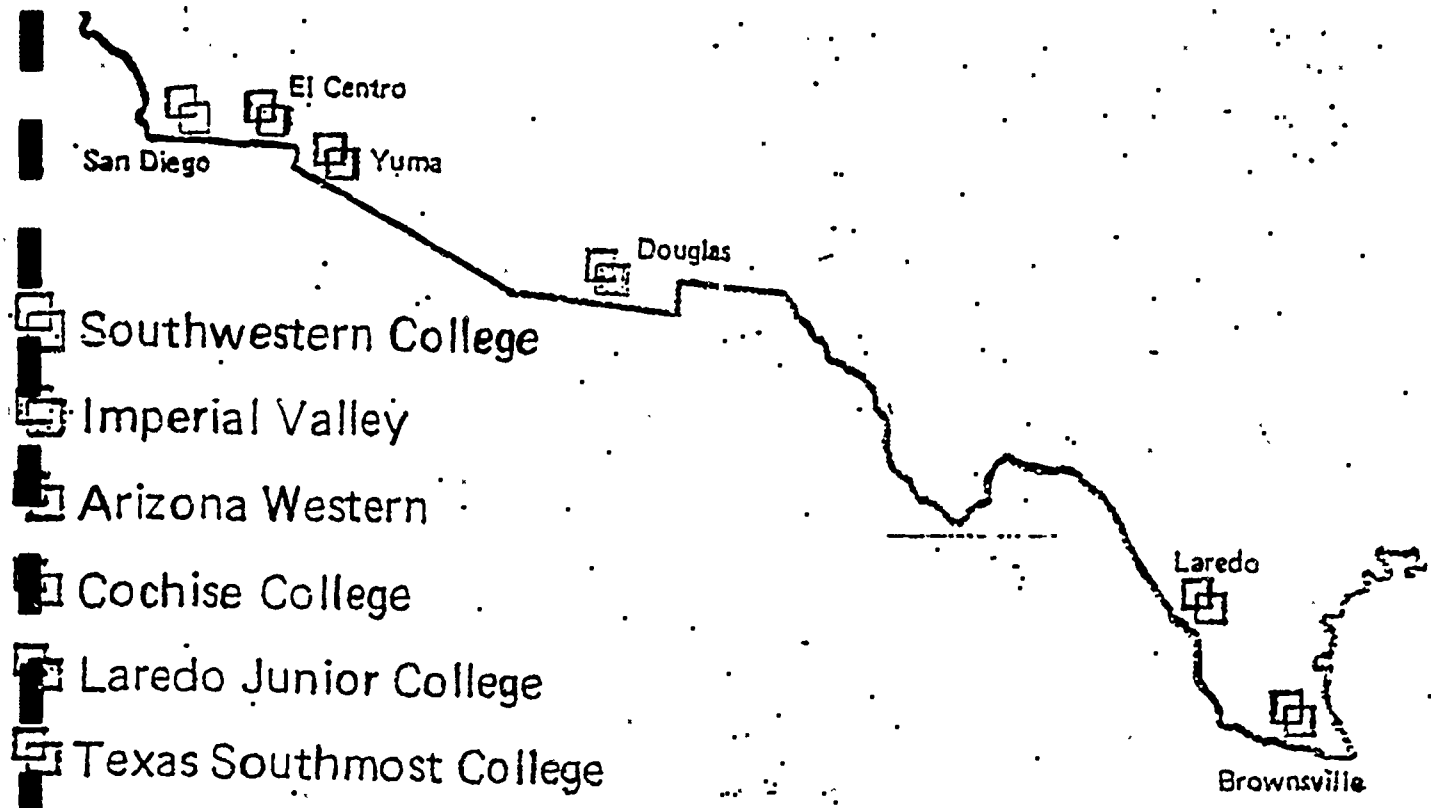 El Centro
San Diego
Yuma
Douglas
Southwestern College
Imperial Valley
Arizona Western
Cochise College
Laredo
Laredo Junior College
Texas Southmost College
Brownsville